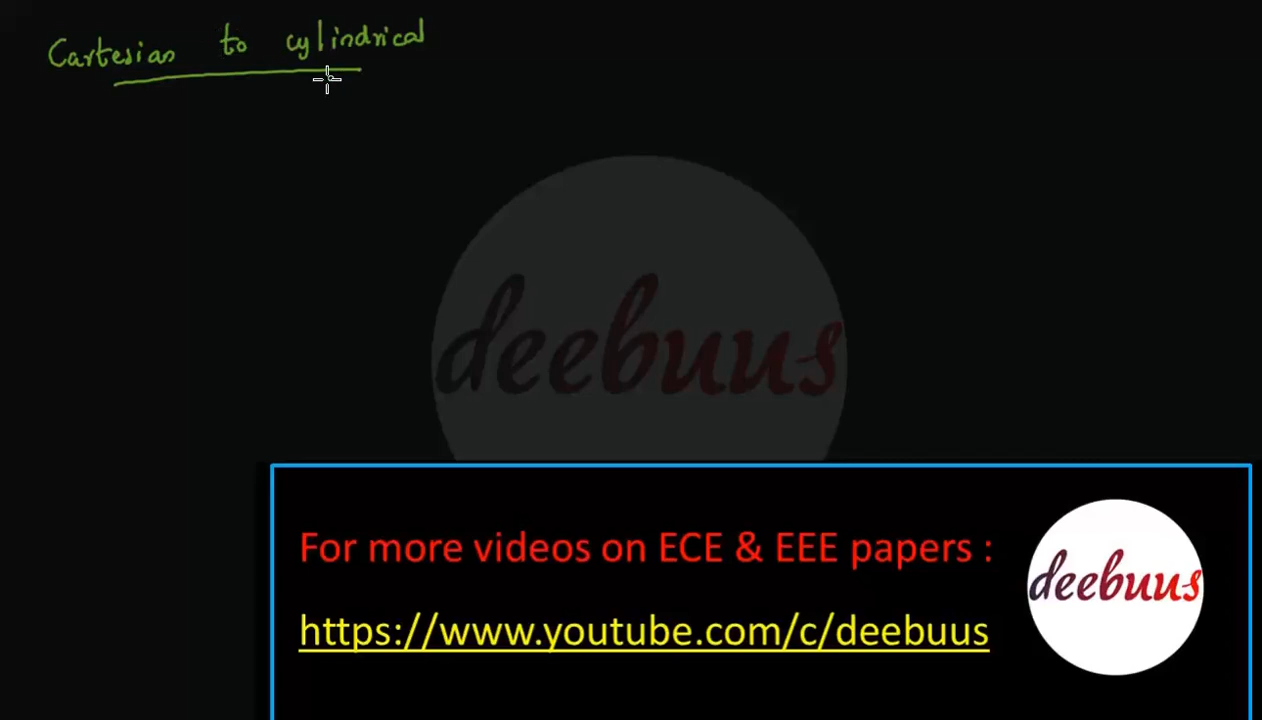 Cartesian to cylindrical
deebuus
For more videos on ECE & EEE papers :
https://www.youtube.com/c/deebuus
deebuus